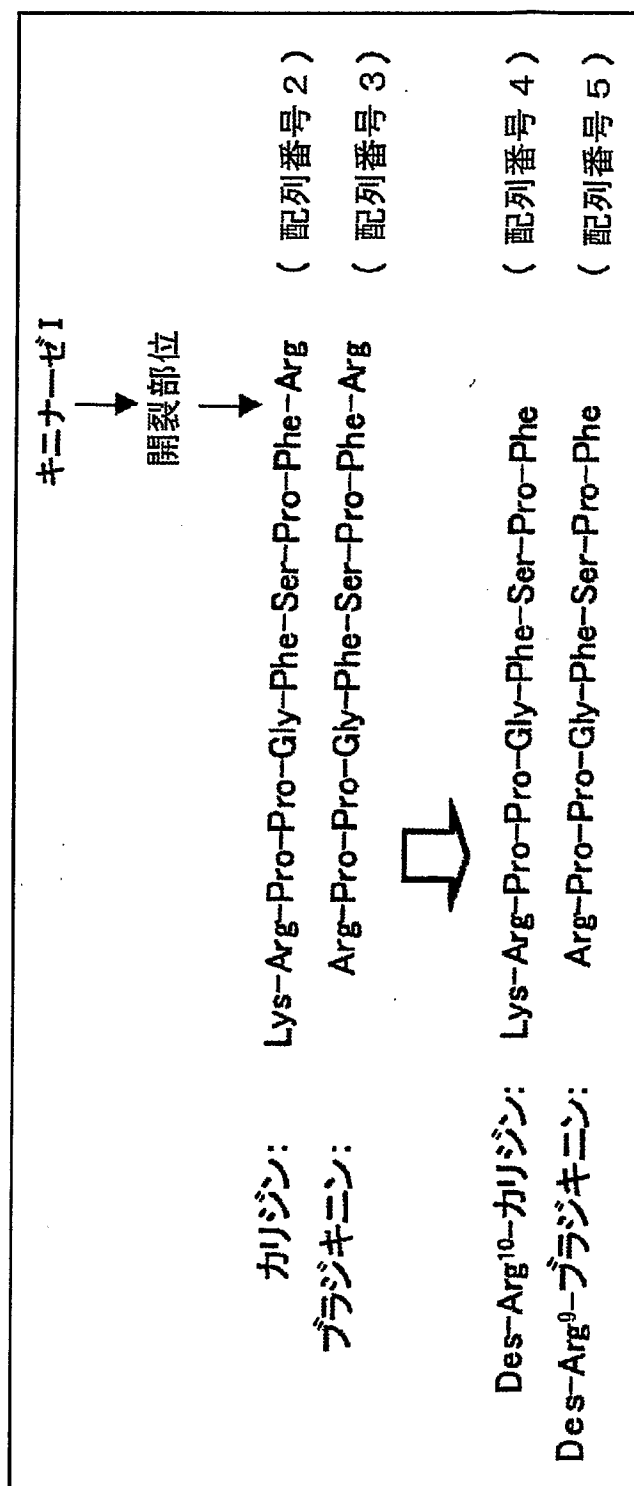 キニナーゼI
開裂部位
カリジン: Lys-Arg-Pro-Pro-Gly-Phe-Ser-Pro-Phe-Arg (配列番号2)
ブラジキニン: Arg-Pro-Pro-Gly-Phe-Ser-Pro-Phe-Arg (配列番号3)
Des-Arg¹⁰-カリジン: Lys-Arg-Pro-Pro-Gly-Phe-Ser-Pro-Phe (配列番号4)
Des-Arg⁹-ブラジキニン: Arg-Pro-Pro-Gly-Phe-Ser-Pro-Phe (配列番号5)